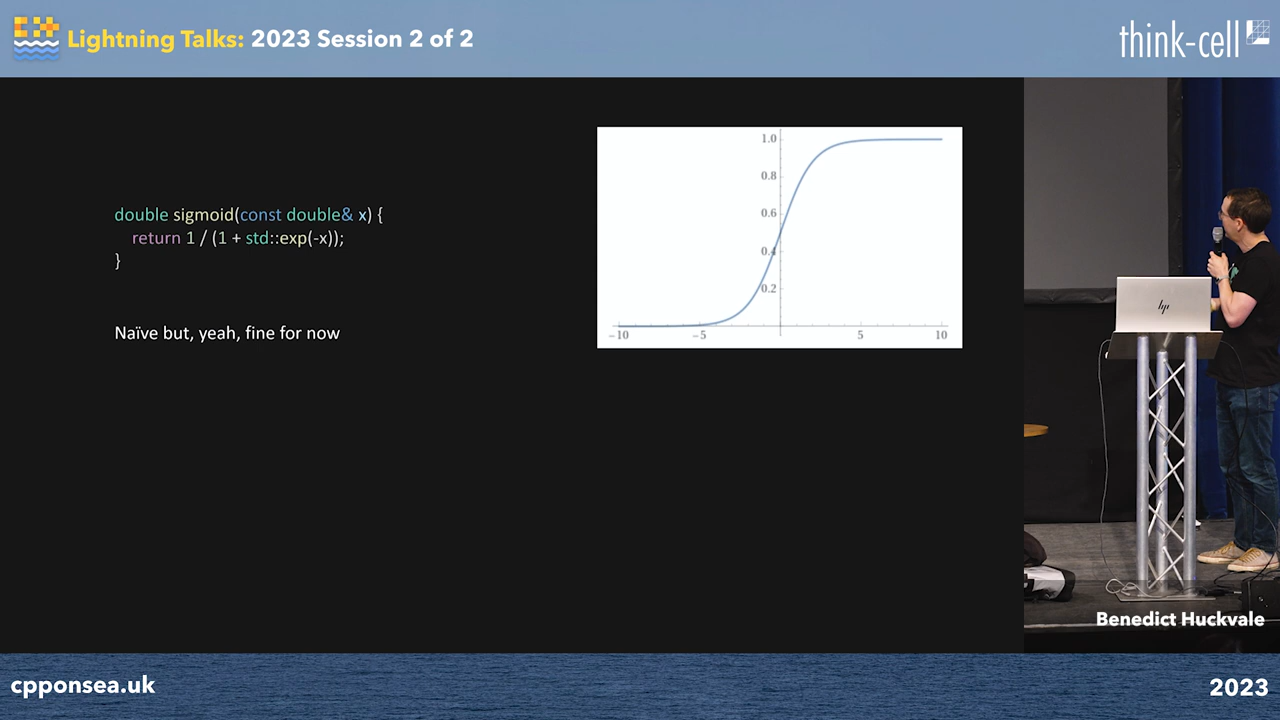 Lightning Talks: 2023 Session 2 of 2
think-cell
double sigmoid(const double& x) {
return 1 / (1 + std::exp(-x));
}
Naïve but, yeah, fine for now
1.0
0.8
0.6
0.4
0.2
-10
-5
5
10
hp
Benedict Huckvale
cpponsea.uk
2023